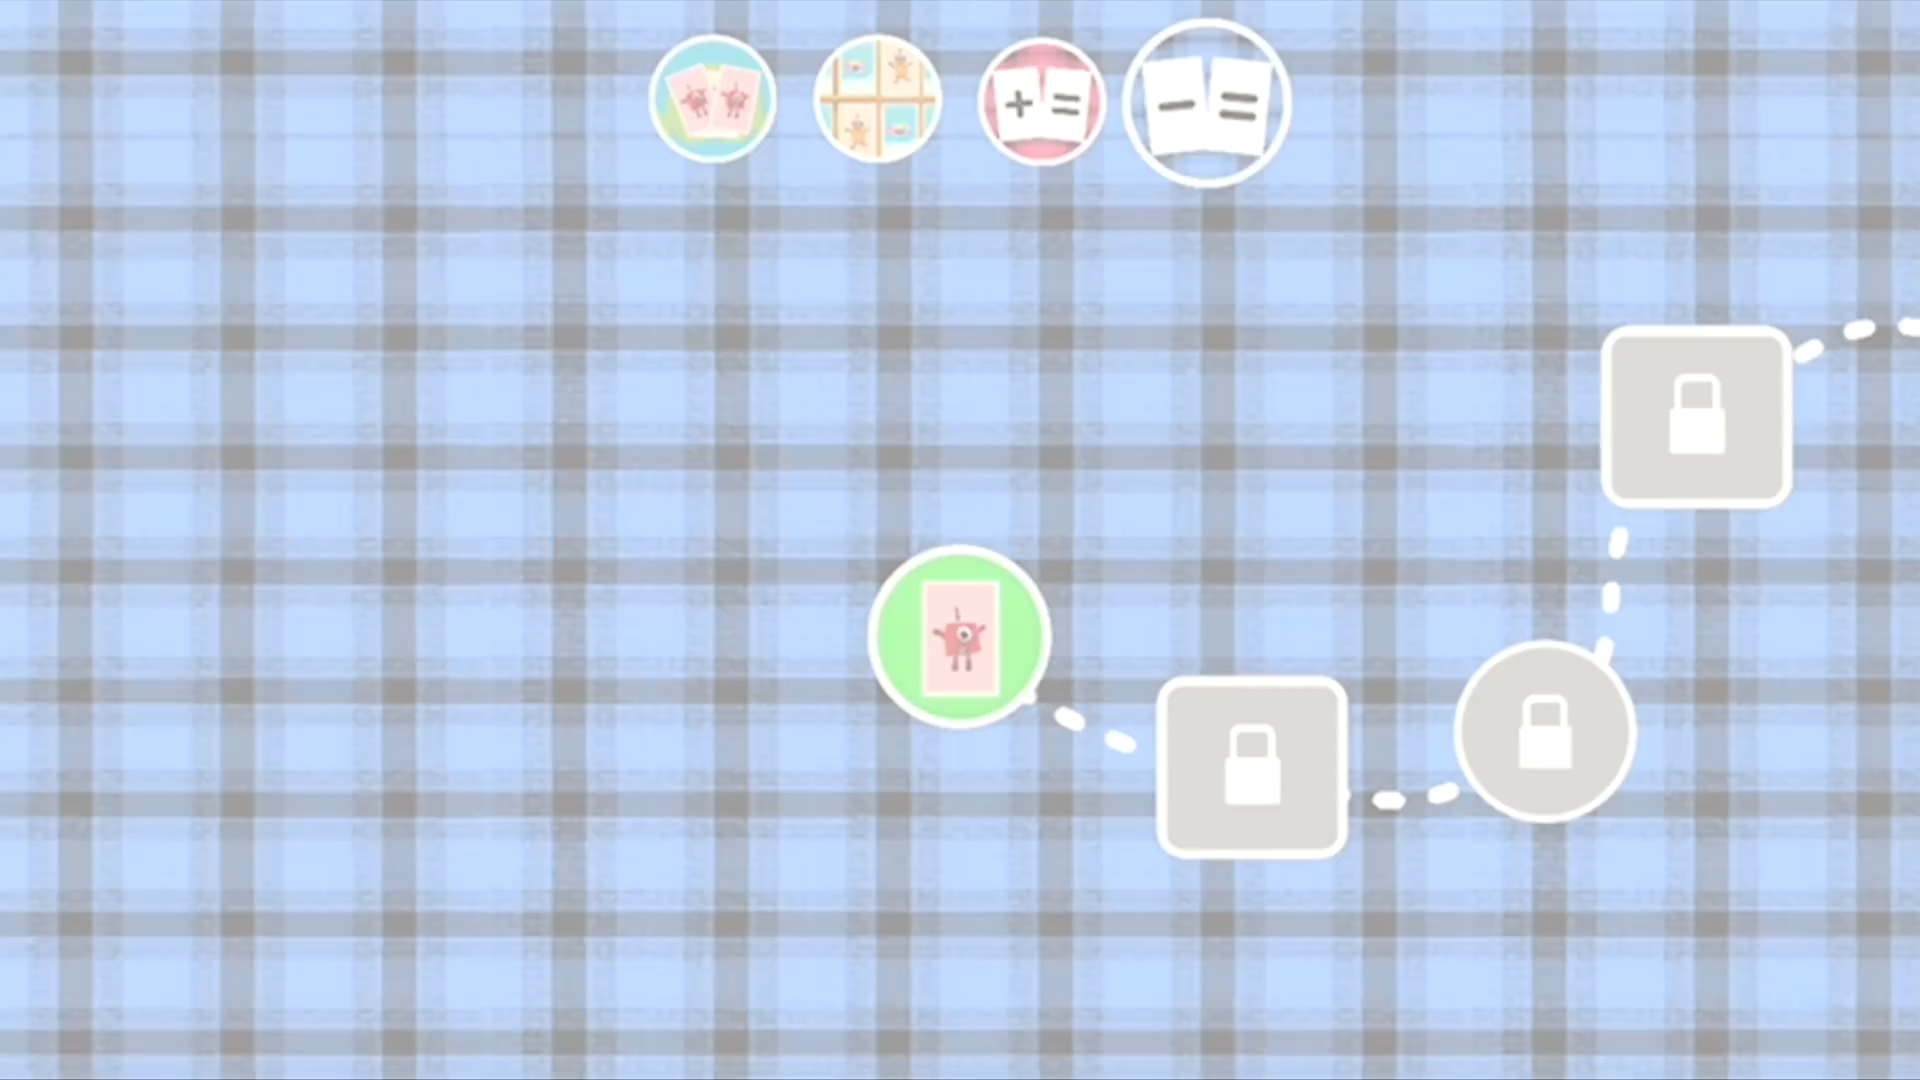 + = − =